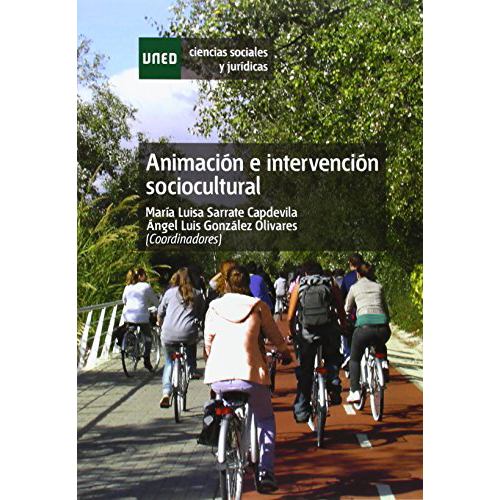 UNED
ciencias sociales
y jurídicas
Animación e intervención
sociocultural
María Luisa Sarrate Capdevila
Ángel Luis González Olivares
(Coordinadores)